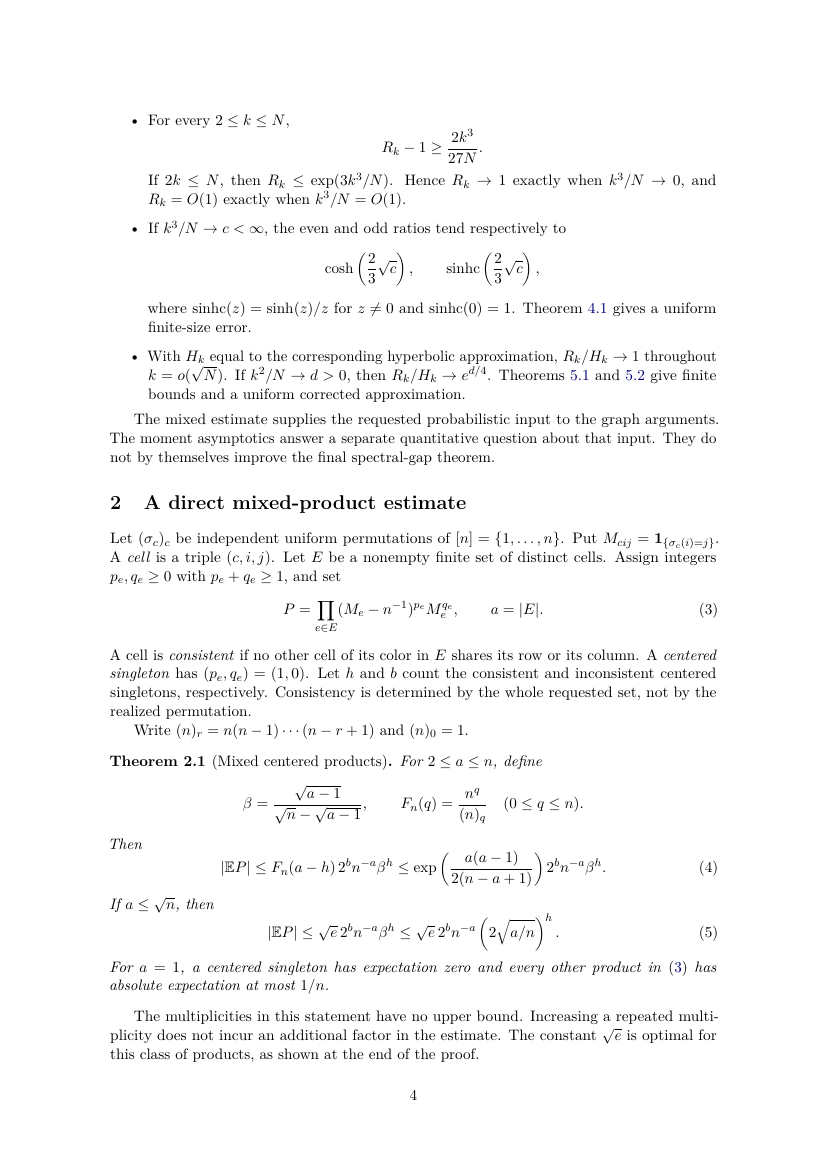 • For every 2 ≤ k ≤ N,
R_k − 1 ≥ 2k³/27N.
If 2k ≤ N, then R_k ≤ exp(3k³/N). Hence R_k → 1 exactly when k³/N → 0, and
R_k = O(1) exactly when k³/N = O(1).
• If k³/N → c < ∞, the even and odd ratios tend respectively to
cosh (2/3 √c), sinhc (2/3 √c),
where sinhc(z) = sinh(z)/z for z ≠ 0 and sinhc(0) = 1. Theorem 4.1 gives a uniform
finite-size error.
• With H_k equal to the corresponding hyperbolic approximation, R_k/H_k → 1 throughout
k = o(√N). If k²/N → d > 0, then R_k/H_k → e^{d/4}. Theorems 5.1 and 5.2 give finite
bounds and a uniform corrected approximation.
The mixed estimate supplies the requested probabilistic input to the graph arguments.
The moment asymptotics answer a separate quantitative question about that input. They do
not by themselves improve the final spectral-gap theorem.
2 A direct mixed-product estimate
Let (σ_c)_c be independent uniform permutations of [n] = {1, . . . , n}. Put M_{cij} = 𝟏_{{σ_c(i)=j}}.
A cell is a triple (c, i, j). Let E be a nonempty finite set of distinct cells. Assign integers
p_e, q_e ≥ 0 with p_e + q_e ≥ 1, and set
P = ∏_{e∈E} (M_e − n^{−1})^{p_e} M_e^{q_e}, a = |E|. (3)
A cell is consistent if no other cell of its color in E shares its row or its column. A centered
singleton has (p_e, q_e) = (1, 0). Let h and b count the consistent and inconsistent centered
singletons, respectively. Consistency is determined by the whole requested set, not by the
realized permutation.
Write (n)_r = n(n − 1) · · · (n − r + 1) and (n)_0 = 1.
Theorem 2.1 (Mixed centered products). For 2 ≤ a ≤ n, define
β = √(a − 1)/(√n − √(a − 1)), F_n(q) = n^q/(n)_q (0 ≤ q ≤ n).
Then
|𝔼P| ≤ F_n(a − h) 2^b n^{−a} β^h ≤ exp (a(a − 1)/2(n − a + 1)) 2^b n^{−a} β^h. (4)
If a ≤ √n, then
|𝔼P| ≤ √e 2^b n^{−a} β^h ≤ √e 2^b n^{−a} (2√(a/n))^h. (5)
For a = 1, a centered singleton has expectation zero and every other product in (3) has
absolute expectation at most 1/n.
The multiplicities in this statement have no upper bound. Increasing a repeated multi-
plicity does not incur an additional factor in the estimate. The constant √e is optimal for
this class of products, as shown at the end of the proof.
4